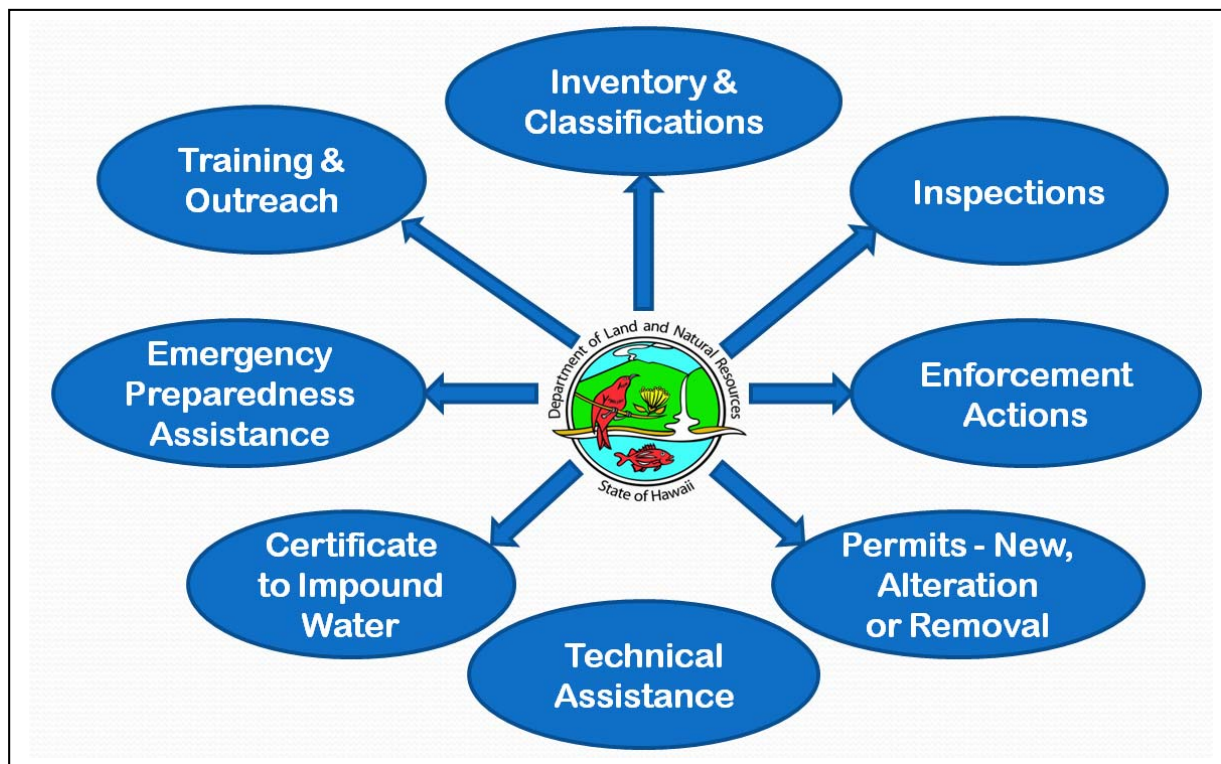 Inventory &
Classifications
Training &
Outreach
Inspections
Department of Land and Natural Resources
State of Hawaii
Emergency
Preparedness
Assistance
Enforcement
Actions
Certificate
to Impound
Water
Permits - New,
Alteration
or Removal
Technical
Assistance